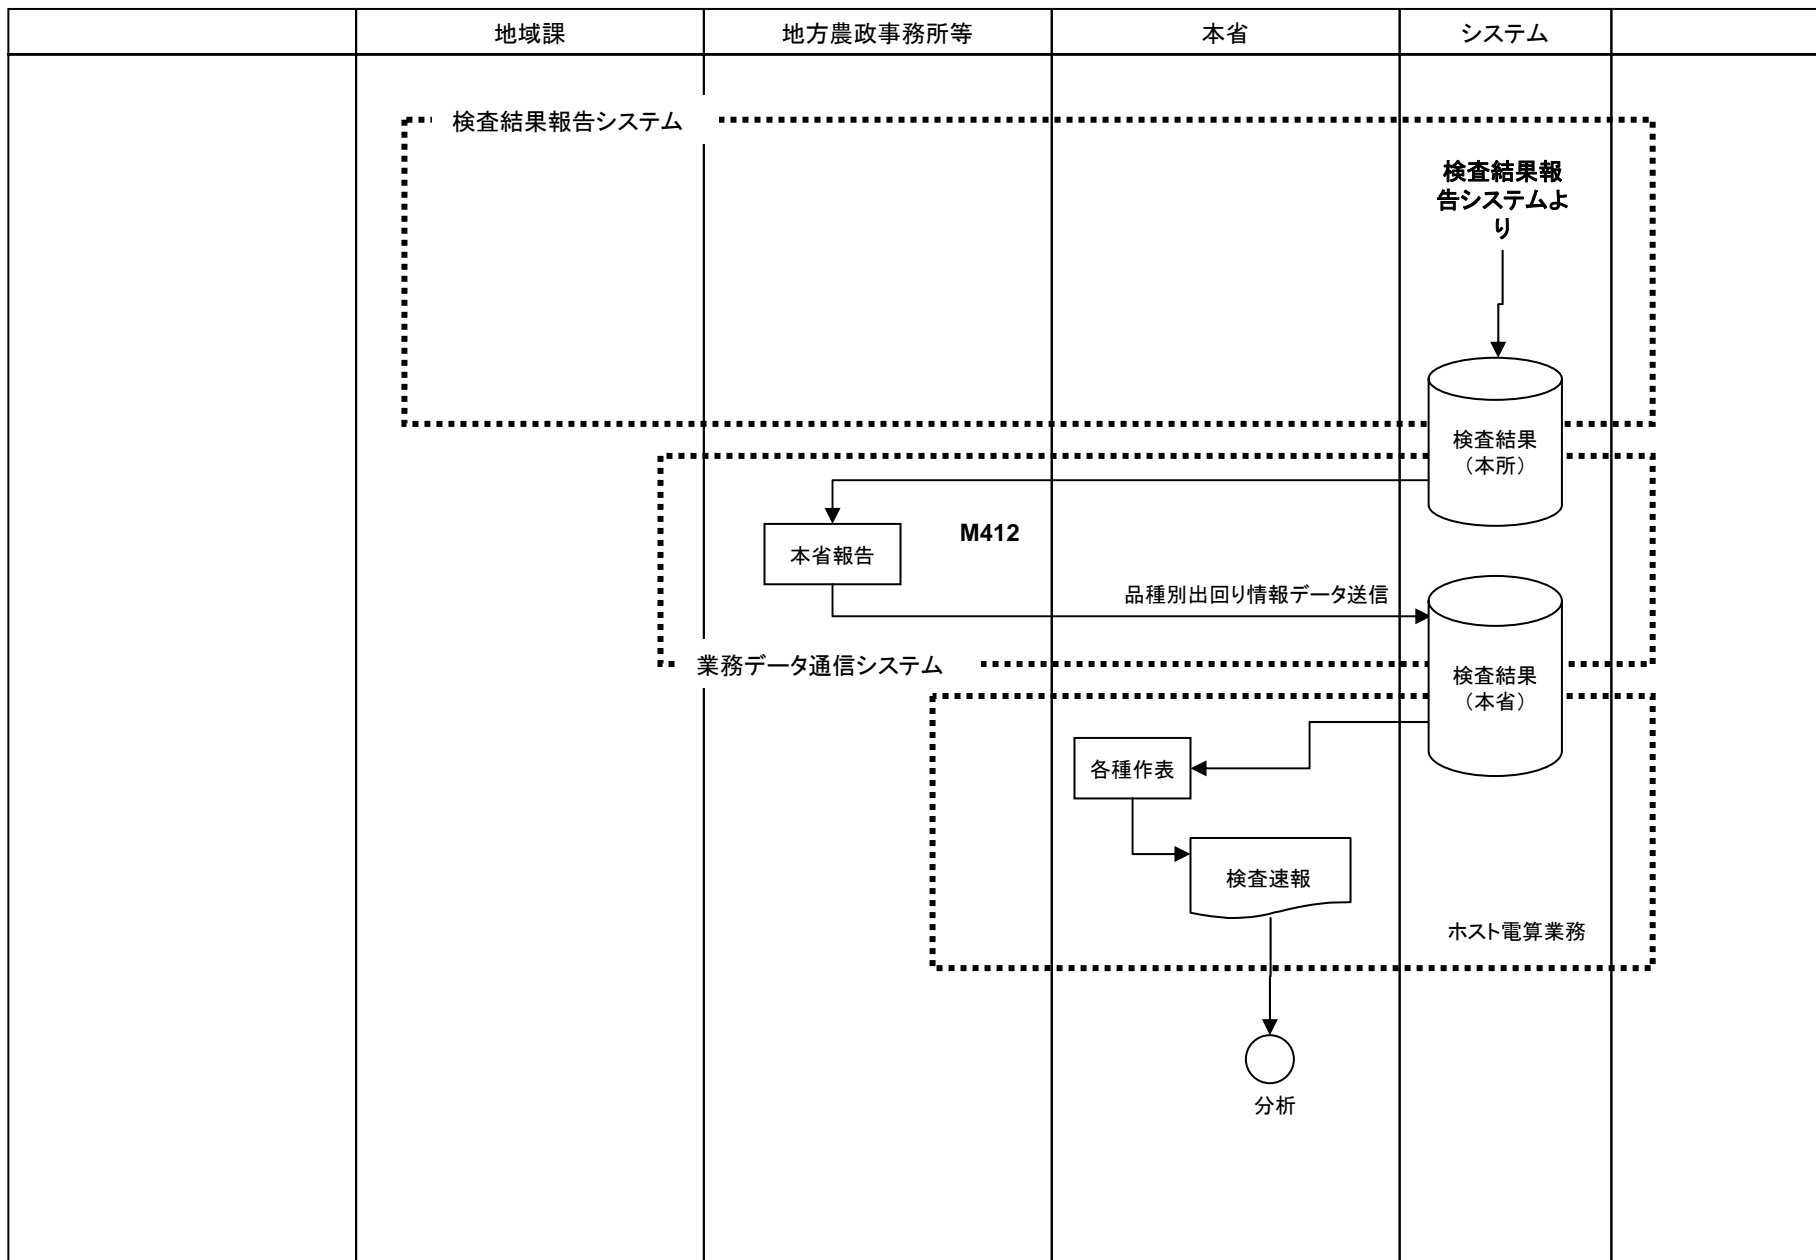 地域課
地方農政事務所等
本省
システム
検査結果報告システム
検査結果報
告システムよ
り
検査結果
（本所）
M412
本省報告
品種別出回り情報データ送信
業務データ通信システム
検査結果
（本省）
各種作表
検査速報
ホスト電算業務
分析